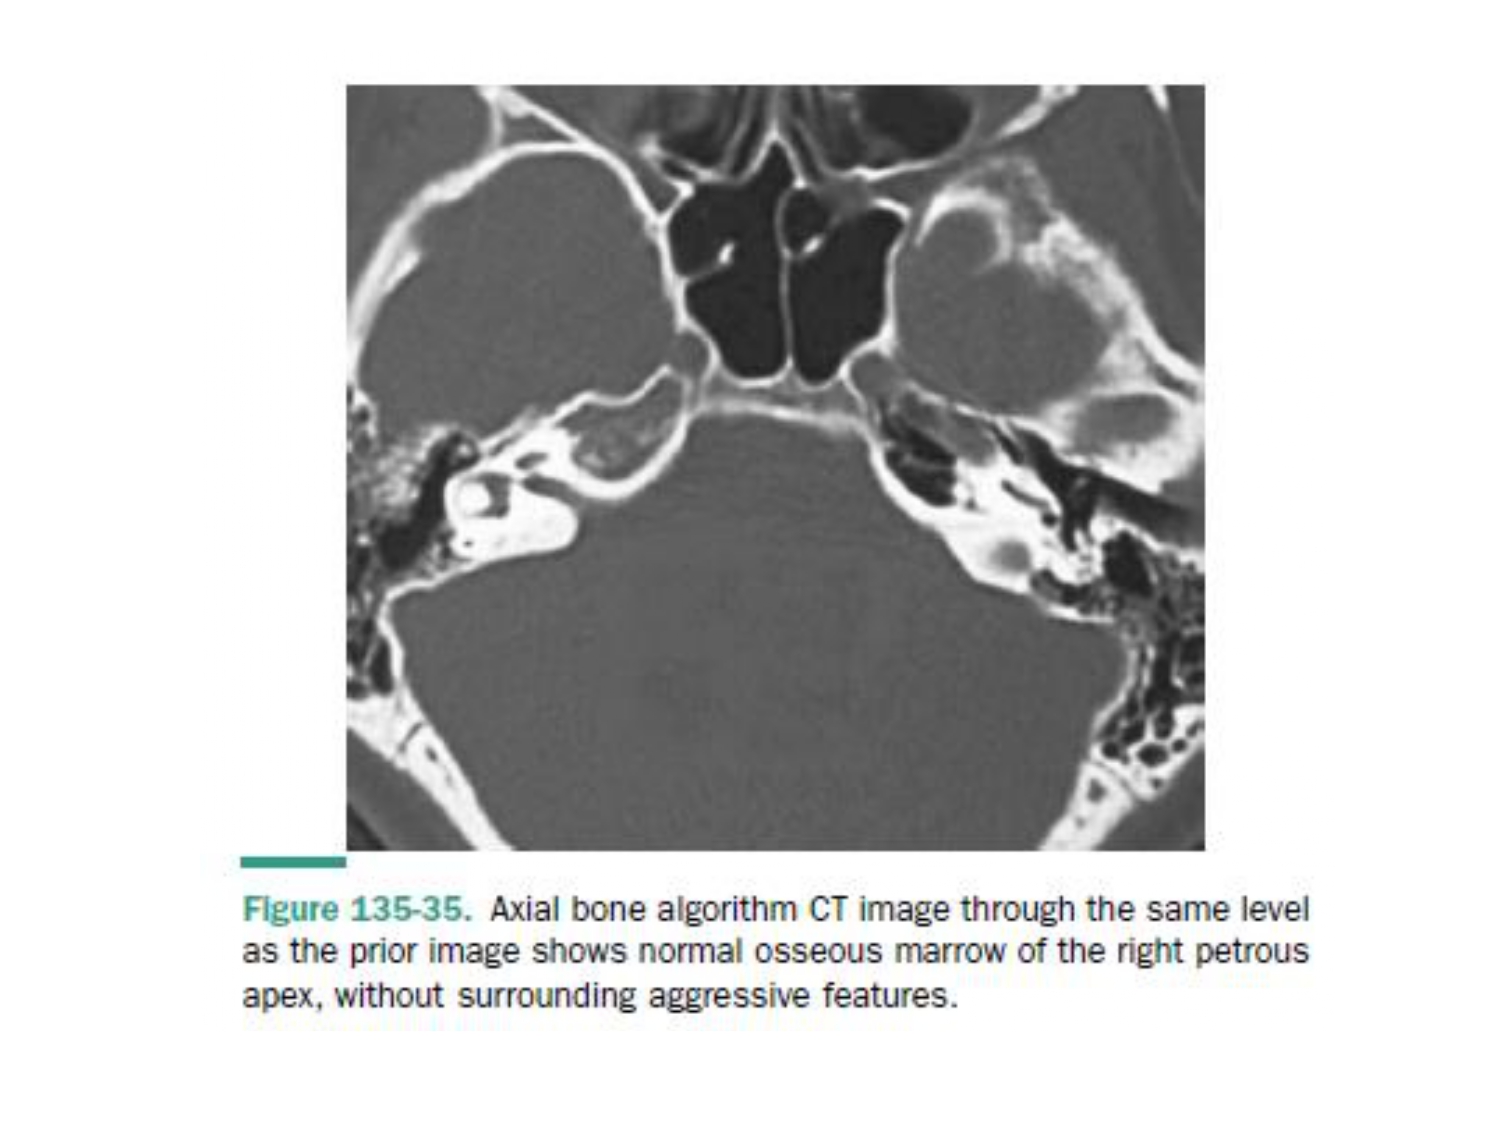 Figure 135-35. Axial bone algorithm CT image through the same level
as the prior image shows normal osseous marrow of the right petrous
apex, without surrounding aggressive features.